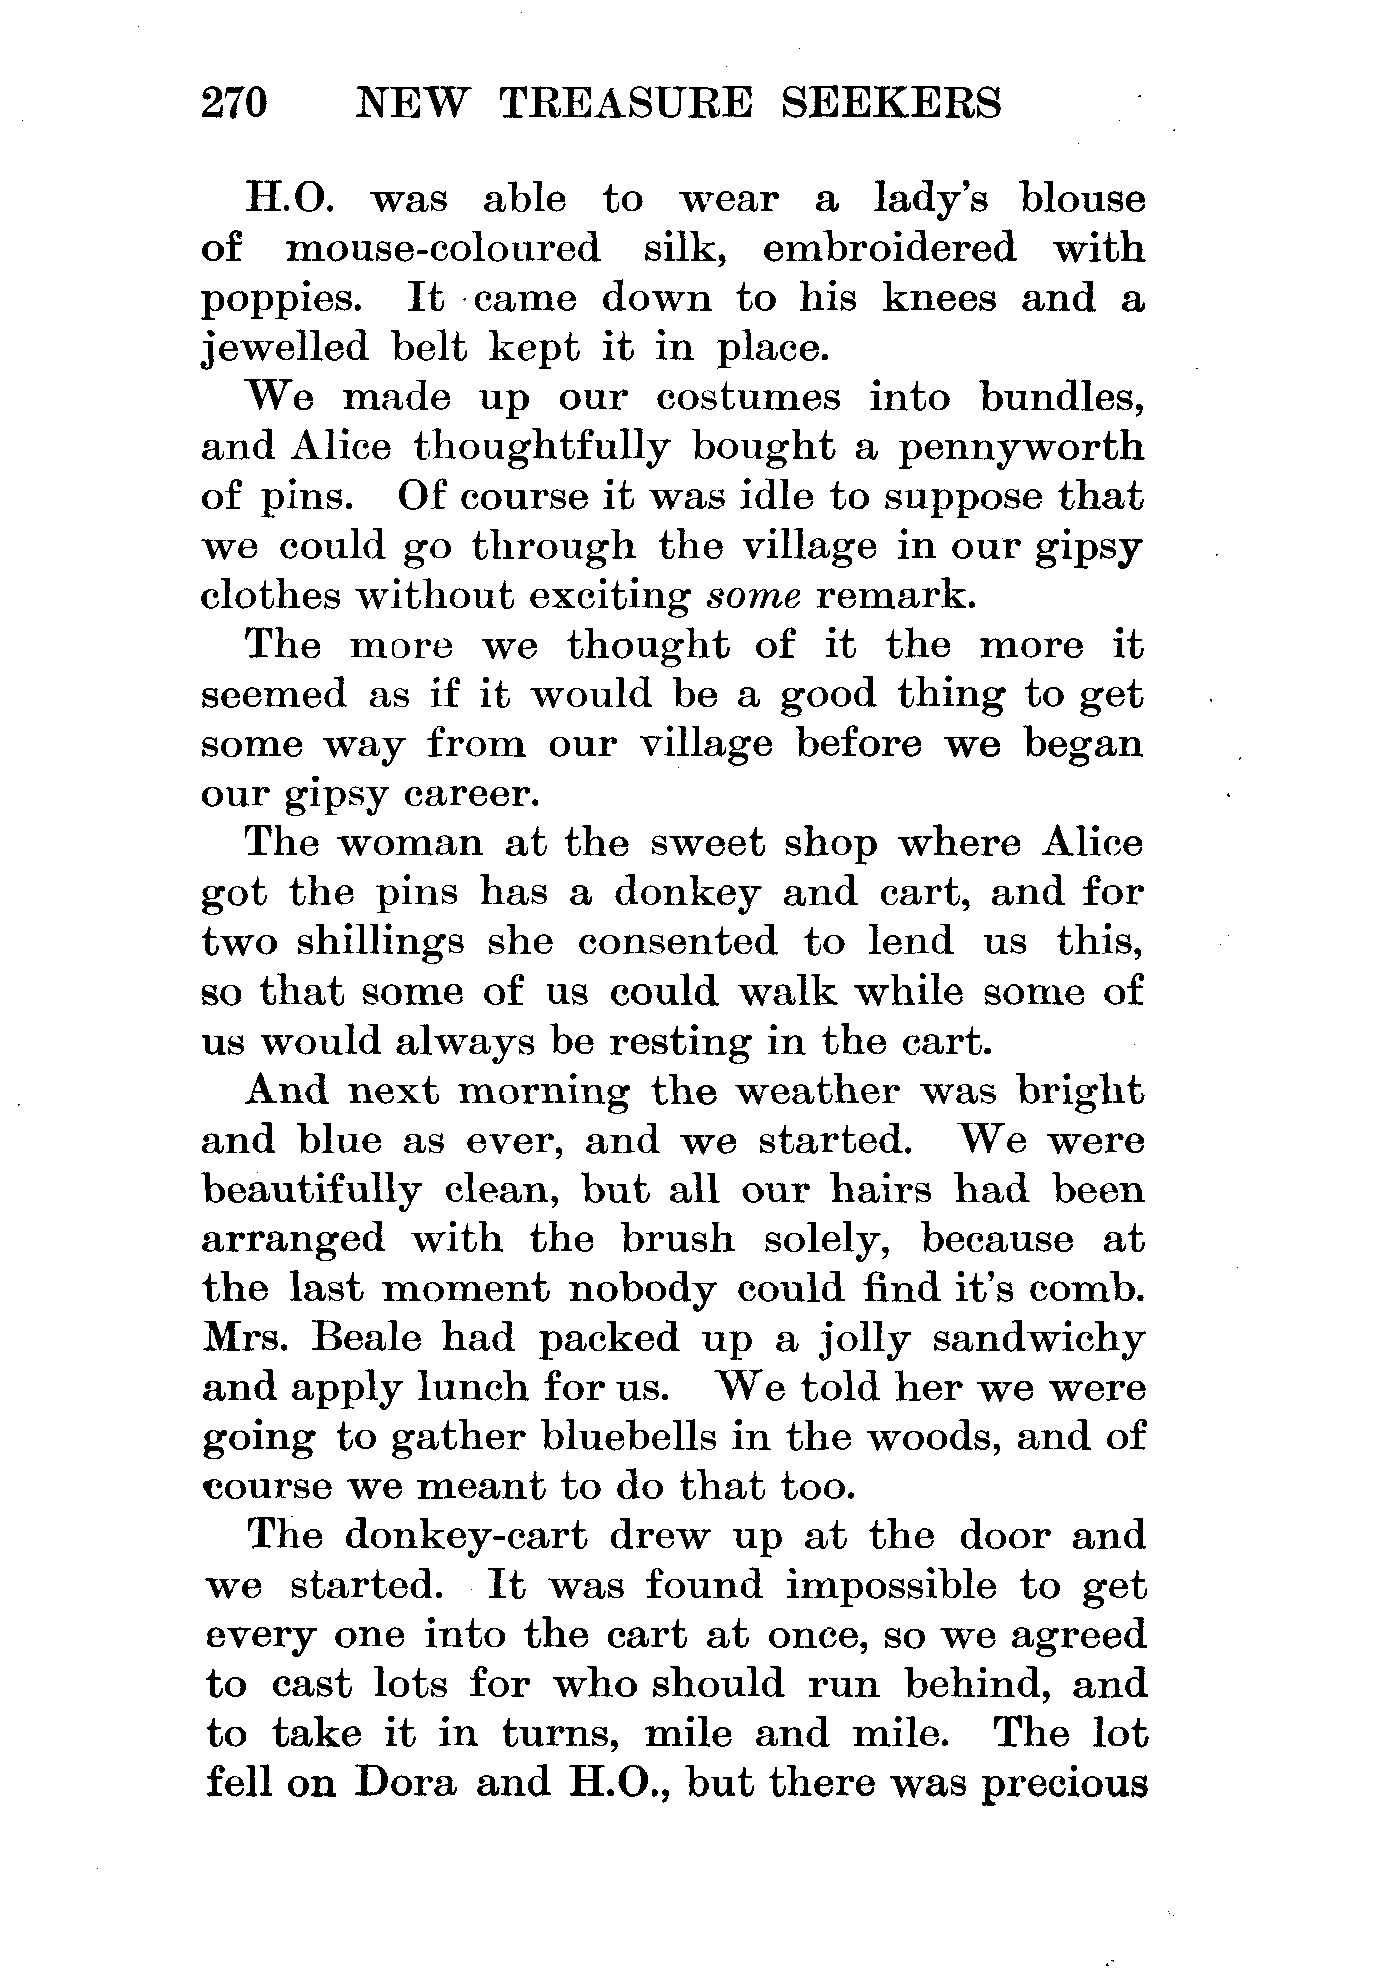 270 NEW TREASURE SEEKERS
H.O. was able to wear a lady's blouse
of mouse-coloured silk, embroidered with
poppies. It came down to his knees and a
jewelled belt kept it in place.
We made up our costumes into bundles,
and Alice thoughtfully bought a pennyworth
of pins. Of course it was idle to suppose that
we could go through the village in our gipsy
clothes without exciting some remark.
The more we thought of it the more it
seemed as if it would be a good thing to get
some way from our village before we began
our gipsy career.
The woman at the sweet shop where Alice
got the pins has a donkey and cart, and for
two shillings she consented to lend us this,
so that some of us could walk while some of
us would always be resting in the cart.
And next morning the weather was bright
and blue as ever, and we started. We were
beautifully clean, but all our hairs had been
arranged with the brush solely, because at
the last moment nobody could find it's comb.
Mrs. Beale had packed up a jolly sandwichy
and apply lunch for us. We told her we were
going to gather bluebells in the woods, and of
course we meant to do that too.
The donkey-cart drew up at the door and
we started. It was found impossible to get
every one into the cart at once, so we agreed
to cast lots for who should run behind, and
to take it in turns, mile and mile. The lot
fell on Dora and H.O., but there was precious